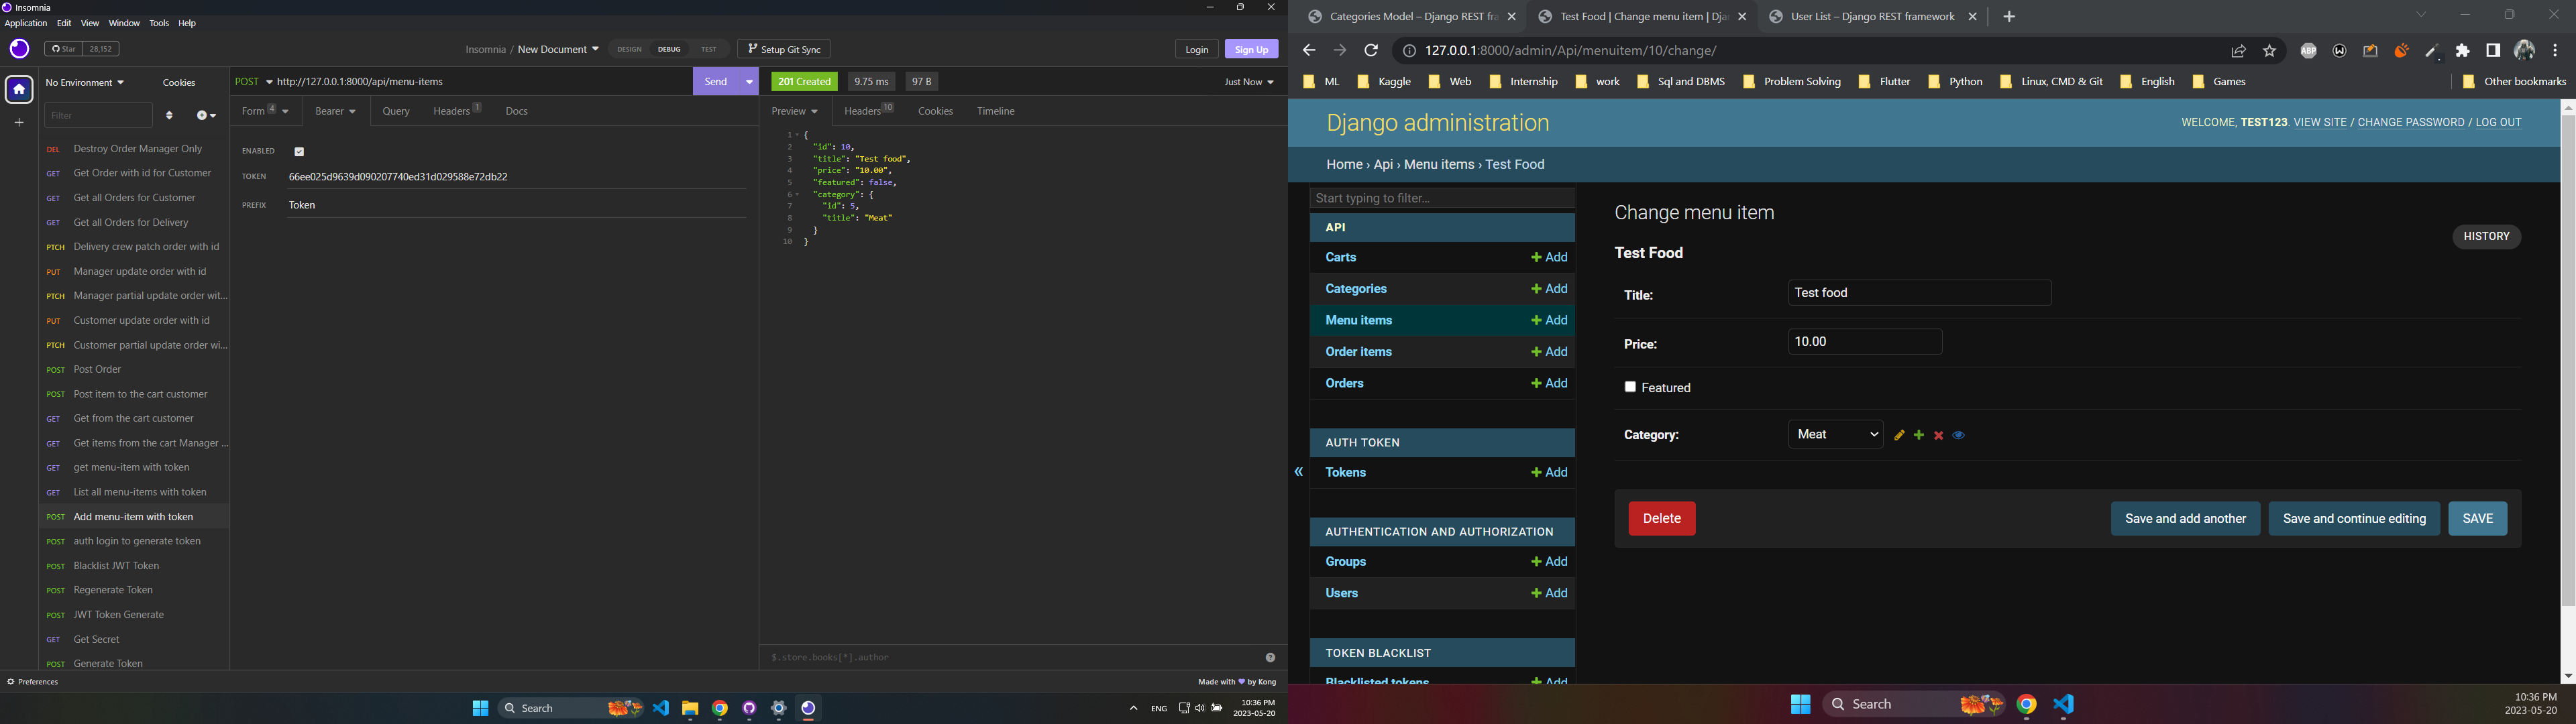 Insomnia
Application Edit View Window Tools Help
Star 28,152
Insomnia / New Document
DESIGN DEBUG TEST
Setup Git Sync
Login Sign Up
No Environment
Cookies
Filter
DEL Destroy Order Manager Only
GET Get Order with id for Customer
GET Get all Orders for Customer
GET Get all Orders for Delivery
PTCH Delivery crew patch order with id
PUT Manager update order with id
PTCH Manager partial update order wit...
PUT Customer update order with id
PTCH Customer partial update order wi...
POST Post Order
POST Post item to the cart customer
GET Get from the cart customer
GET Get items from the cart Manager ...
GET get menu-item with token
GET List all menu-items with token
POST Add menu-item with token
POST auth login to generate token
POST Blacklist JWT Token
POST Regenerate Token
POST JWT Token Generate
GET Get Secret
POST Generate Token
Preferences
POST http://127.0.0.1:8000/api/menu-items
Send
Form 4 Bearer Query Headers 1 Docs
ENABLED
TOKEN 66ee025d9639d090207740ed31d029588e72db22
PREFIX Token
201 Created 9.75 ms 97 B
Just Now
Preview Headers 10 Cookies Timeline
1 {
2 "id": 10,
3 "title": "Test food",
4 "price": "10.00",
5 "featured": false,
6 "category": {
7 "id": 5,
8 "title": "Meat"
9 }
10 }
$.store.books[*].author
Made with by Kong
Search
ENG
10:36 PM
2023-05-20
Categories Model – Django REST fra
Test Food | Change menu item | Djan
User List – Django REST framework
127.0.0.1:8000/admin/Api/menuitem/10/change/
ABP
ML Kaggle Web Internship work Sql and DBMS Problem Solving Flutter Python Linux, CMD & Git English Games Other bookmarks
Django administration
WELCOME, TEST123. VIEW SITE / CHANGE PASSWORD / LOG OUT
Home › Api › Menu items › Test Food
Start typing to filter...
API
Carts Add
Categories Add
Menu items Add
Order items Add
Orders Add
AUTH TOKEN
Tokens Add
AUTHENTICATION AND AUTHORIZATION
Groups Add
Users Add
TOKEN BLACKLIST
Blacklisted tokens Add
«
Change menu item
HISTORY
Test Food
Title: Test food
Price: 10.00
Featured
Category: Meat
Delete
Save and add another
Save and continue editing
SAVE
Search
10:36 PM
2023-05-20